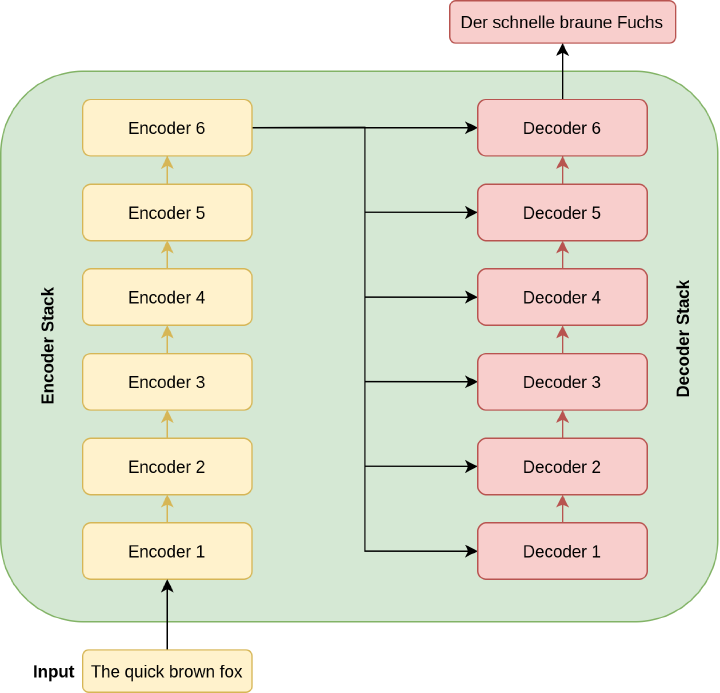 Der schnelle braune Fuchs
Encoder 6
Decoder 6
Encoder 5
Decoder 5
Encoder 4
Decoder 4
Encoder Stack
Decoder Stack
Encoder 3
Decoder 3
Encoder 2
Decoder 2
Encoder 1
Decoder 1
Input
The quick brown fox